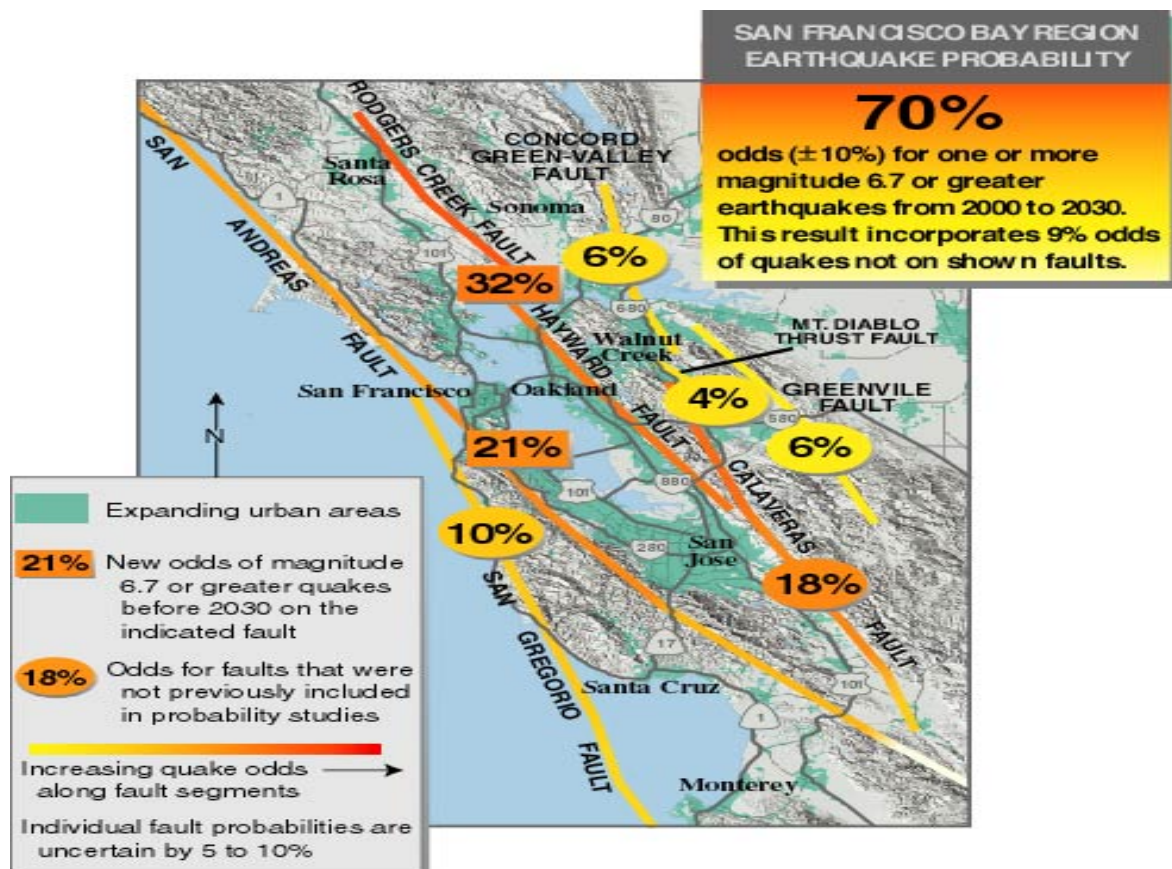 SAN FRANCISCO BAY REGION
EARTHQUAKE PROBABILITY
70%
odds (±10%) for one or more
magnitude 6.7 or greater
earthquakes from 2000 to 2030.
This result incorporates 9% odds
of quakes not on shown faults.
SAN ANDREAS FAULT
RODGERS CREEK FAULT
CONCORD
GREEN-VALLEY
FAULT
Santa
Rosa
1
Sonoma
80
101
6%
32%
680
HAYWARD FAULT
Walnut
Creek
MT. DIABLO
THRUST FAULT
San Francisco
Oakland
4%
GREENVILE
FAULT
580
N
21%
6%
CALAVERAS FAULT
880
101
10%
280
San
Jose
18%
SAN GREGORIO FAULT
17
101
Santa Cruz
1
Monterey
Expanding urban areas
21%
New odds of magnitude
6.7 or greater quakes
before 2030 on the
indicated fault
18%
Odds for faults that were
not previously included
in probability studies
Increasing quake odds
along fault segments
Individual fault probabilities are
uncertain by 5 to 10%